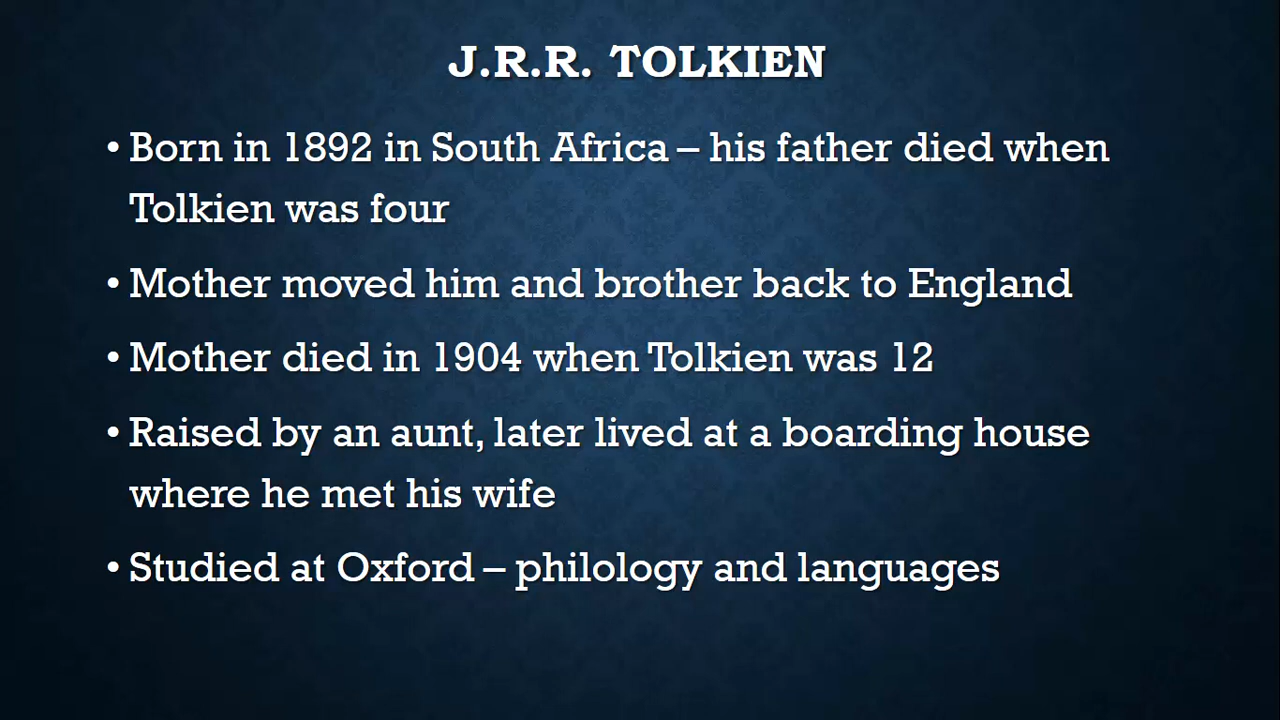 J.R.R. TOLKIEN
• Born in 1892 in South Africa – his father died when
Tolkien was four
• Mother moved him and brother back to England
• Mother died in 1904 when Tolkien was 12
• Raised by an aunt, later lived at a boarding house
where he met his wife
• Studied at Oxford – philology and languages